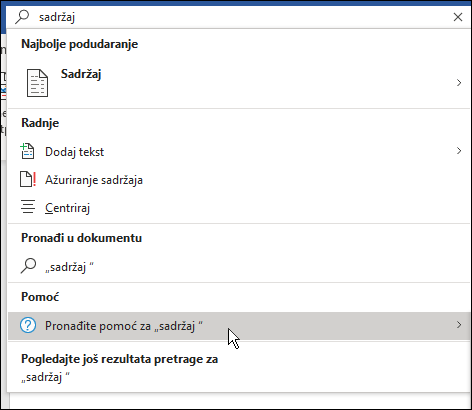 sadržaj
Najbolje podudaranje
Sadržaj
Radnje
Dodaj tekst
Ažuriranje sadržaja
Centriraj
Pronađi u dokumentu
„sadržaj “
Pomoć
Pronađite pomoć za „sadržaj “
Pogledajte još rezultata pretrage za
„sadržaj “